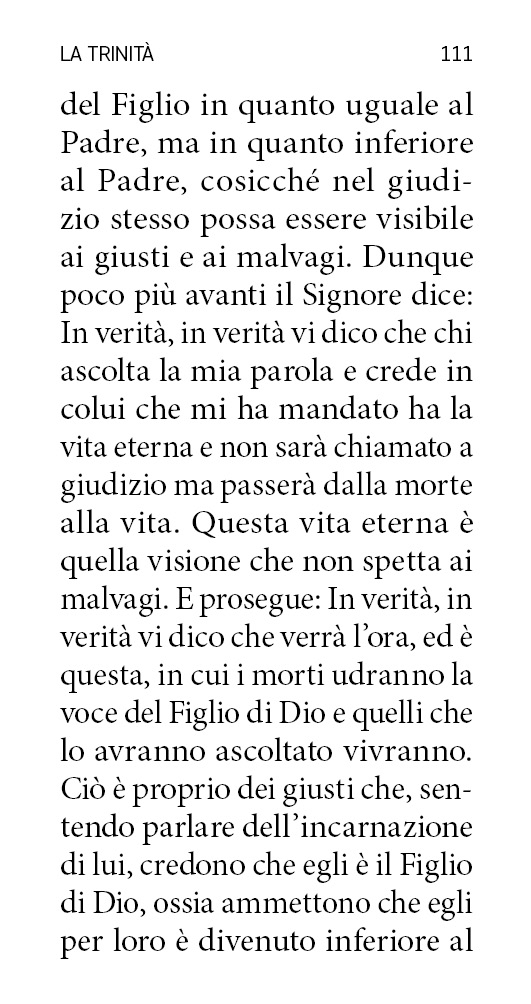 LA TRINITÀ 111
del Figlio in quanto uguale al
Padre, ma in quanto inferiore
al Padre, cosicché nel giudi-
zio stesso possa essere visibile
ai giusti e ai malvagi. Dunque
poco più avanti il Signore dice:
In verità, in verità vi dico che chi
ascolta la mia parola e crede in
colui che mi ha mandato ha la
vita eterna e non sarà chiamato a
giudizio ma passerà dalla morte
alla vita. Questa vita eterna è
quella visione che non spetta ai
malvagi. E prosegue: In verità, in
verità vi dico che verrà l’ora, ed è
questa, in cui i morti udranno la
voce del Figlio di Dio e quelli che
lo avranno ascoltato vivranno.
Ciò è proprio dei giusti che, sen-
tendo parlare dell’incarnazione
di lui, credono che egli è il Figlio
di Dio, ossia ammettono che egli
per loro è divenuto inferiore al